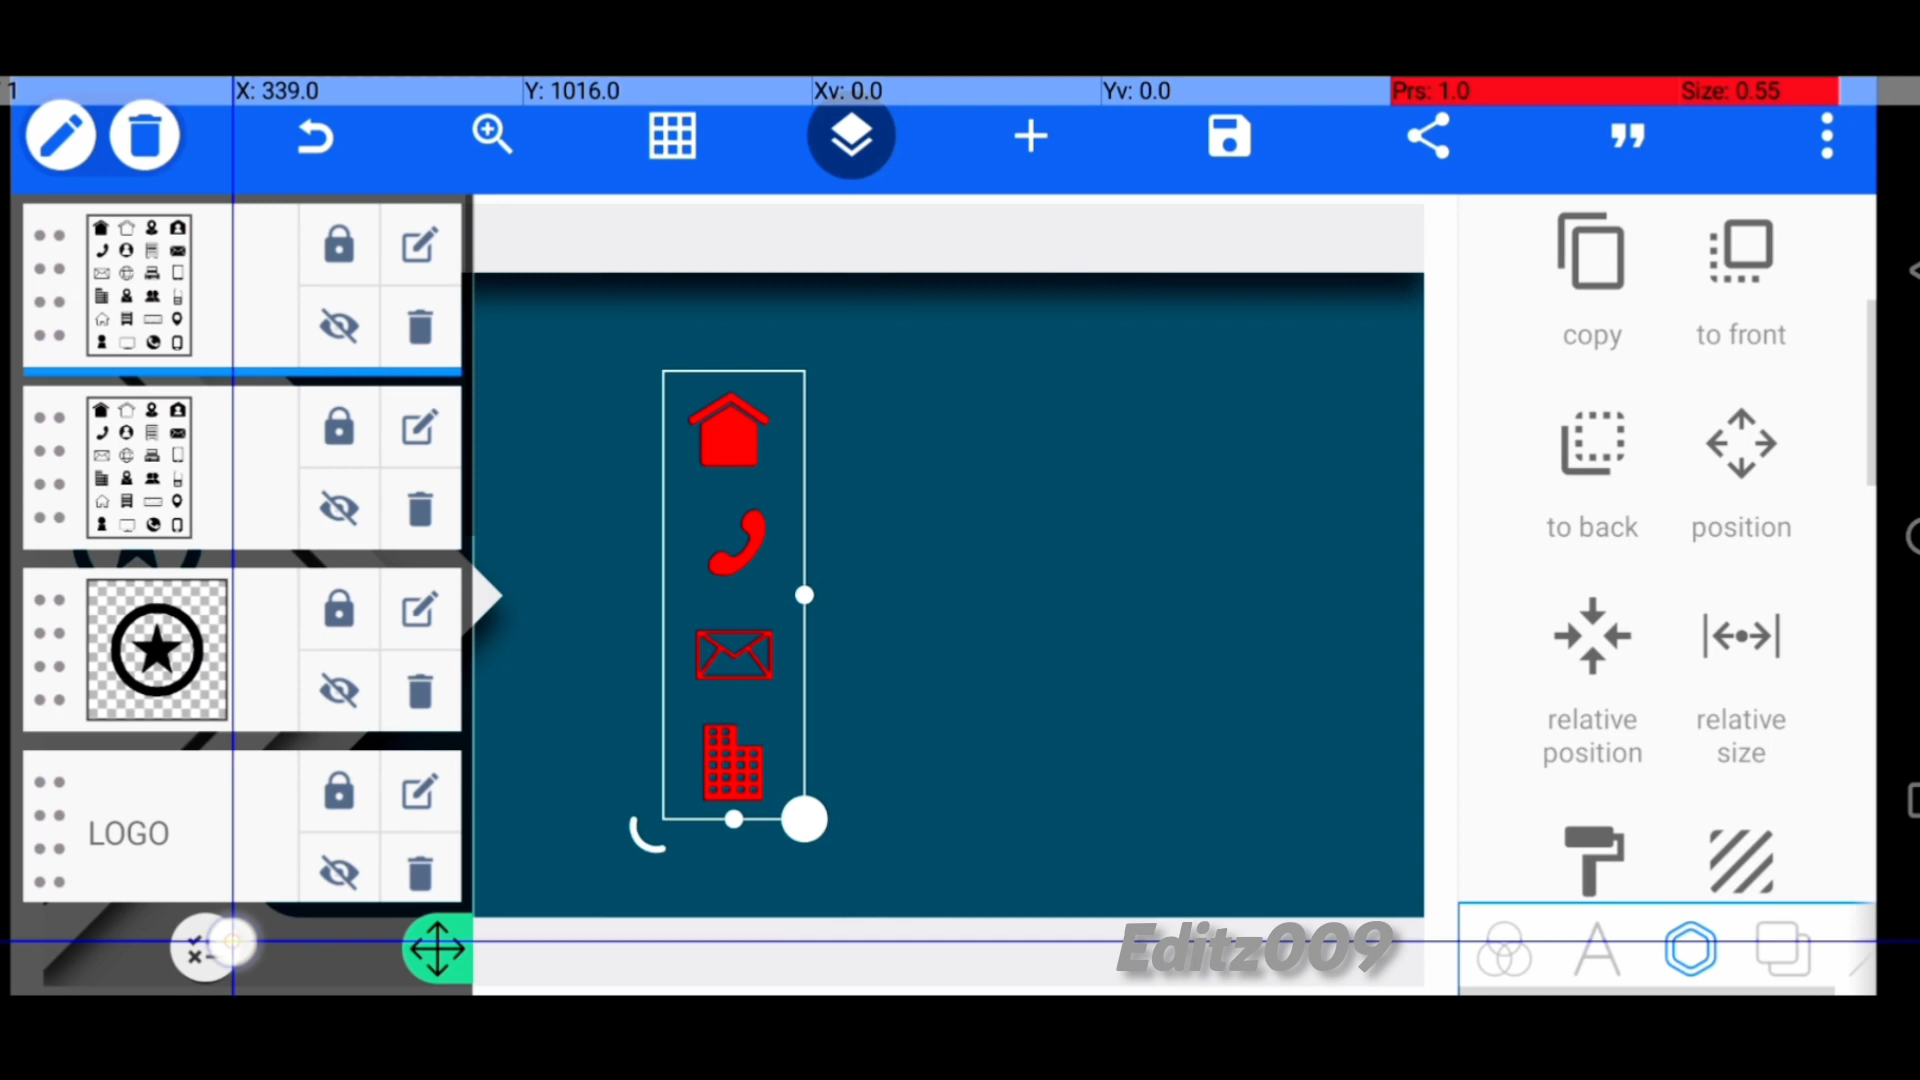 1
X: 339.0
Y: 1016.0
Xv: 0.0
Yv: 0.0
Prs: 1.0
Size: 0.55
copy
to front
to back
position
relative
position
relative
size
LOGO
Editz009